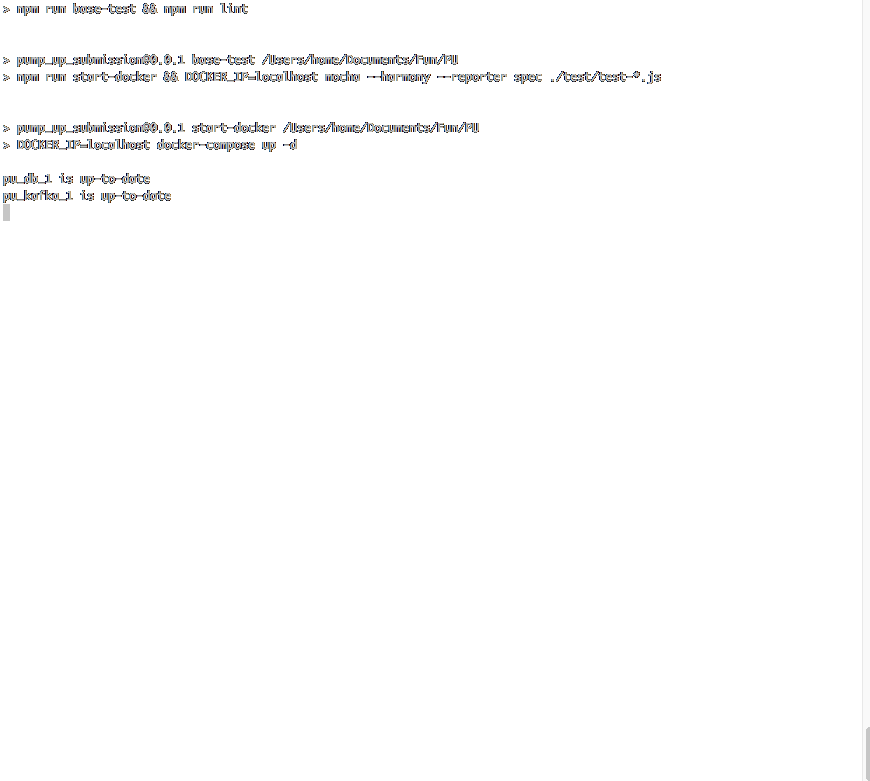 > npm run base-test && npm run lint
> pump_up_submission@0.0.1 base-test /Users/home/Documents/Fun/PU
> npm run start-docker && DOCKER_IP=localhost mocha --harmony --reporter spec ./test/test-*.js
> pump_up_submission@0.0.1 start-docker /Users/home/Documents/Fun/PU
> DOCKER_IP=localhost docker-compose up -d
pu_db_1 is up-to-date
pu_kafka_1 is up-to-date